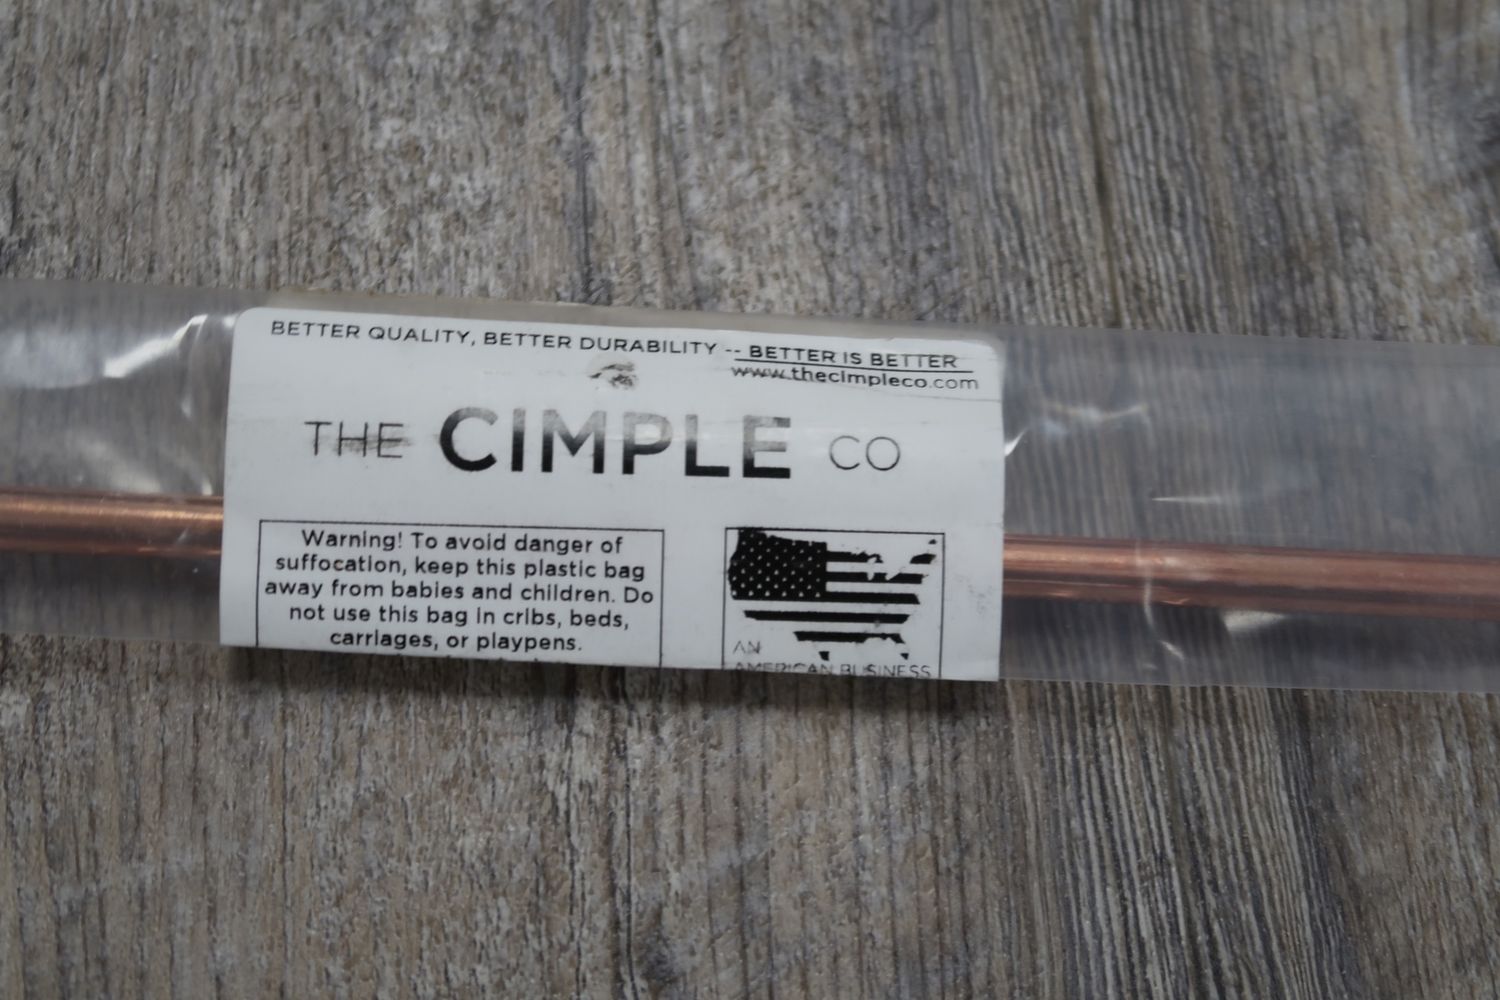 BETTER QUALITY, BETTER DURABILITY -- BETTER IS BETTER
www.thecimpleco.com
THE CIMPLE CO
Warning! To avoid danger of
suffocation, keep this plastic bag
away from babies and children. Do
not use this bag in cribs, beds,
carriages, or playpens.
AN
AMERICAN BUSINESS